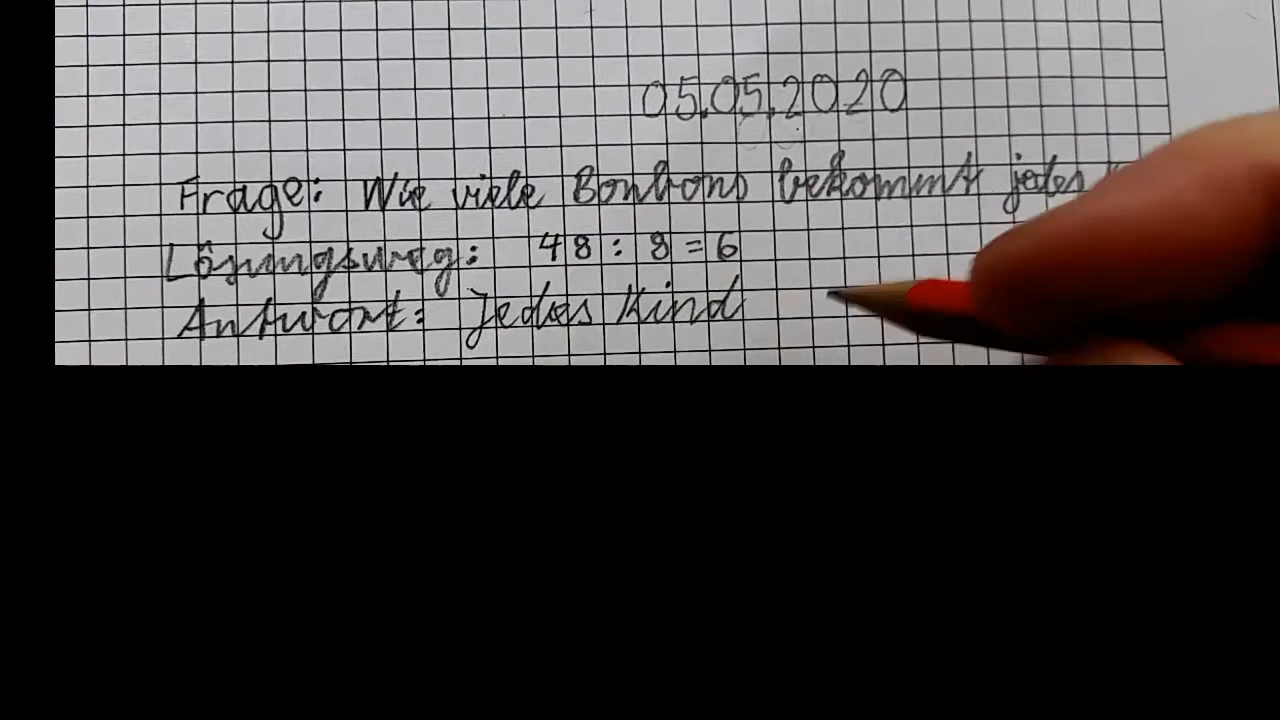 05.05.2020
Frage: Wie viele Bonbons bekommt jedes
Lösungsweg: 48 : 8 = 6
Antwort: Jedes Kind